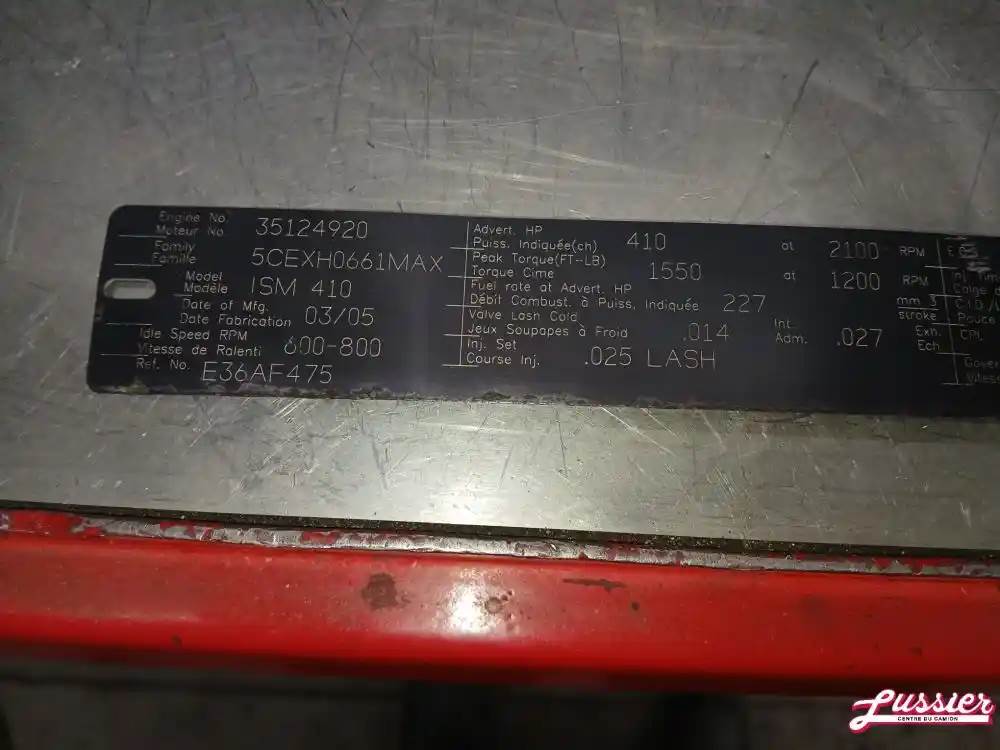 Engine No.
Moteur No 35124920
Family
Famille 5CEXH0661MAX
Model
Modèle ISM 410
Date of Mfg.
Date Fabrication 03/05
Idle Speed RPM
Vitesse de Ralenti 600-800
Ref. No. E36AF475
Advert. HP
Puiss. Indiquée(ch) 410 at 2100 RPM
Peak Torque(FT-LB)
Torque Cime 1550 at 1200 RPM
Fuel rate at Advert. HP
Débit Combust. à Puiss. Indiquée 227 mm 3 stroke
Valve Lash Cold
Jeux Soupapes à Froid .014 Int. Adm. .027 Exh. Ech.
Inj. Set
Course Inj. .025 LASH
C.I.D./
Pouce
CPL
Gover
Vites
Lussier
CENTRE DU CAMION